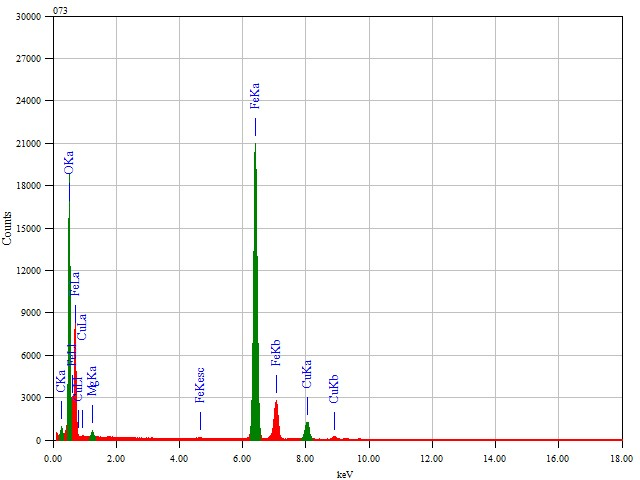 073
30000
27000
24000
21000
18000
15000
12000
9000
6000
3000
0
Counts
CKa
OKa
FeLl
FeLa
CuLl
CuLa
MgKa
FeKesc
FeKa
FeKb
CuKa
CuKb
0.00 2.00 4.00 6.00 8.00 10.00 12.00 14.00 16.00 18.00
keV